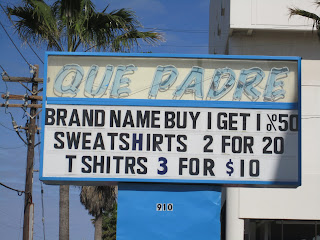 QUE PADRE
BRAND NAME BUY 1 GET 1 %50
SWEATSHIRTS 2 FOR 20
T SHITRS 3 FOR $10
910